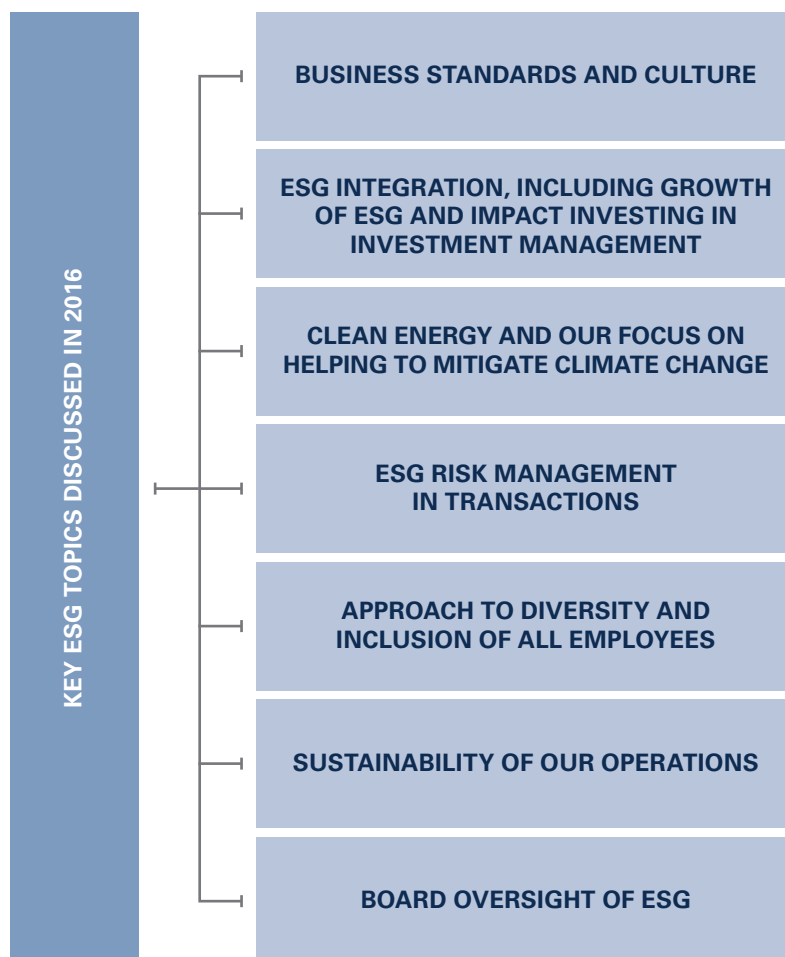 KEY ESG TOPICS DISCUSSED IN 2016
BUSINESS STANDARDS AND CULTURE
ESG INTEGRATION, INCLUDING GROWTH
OF ESG AND IMPACT INVESTING IN
INVESTMENT MANAGEMENT
CLEAN ENERGY AND OUR FOCUS ON
HELPING TO MITIGATE CLIMATE CHANGE
ESG RISK MANAGEMENT
IN TRANSACTIONS
APPROACH TO DIVERSITY AND
INCLUSION OF ALL EMPLOYEES
SUSTAINABILITY OF OUR OPERATIONS
BOARD OVERSIGHT OF ESG